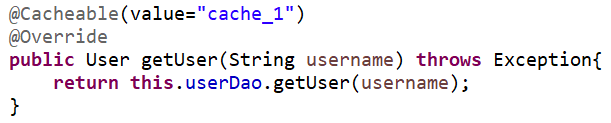 @Cacheable(value="cache_1")
@Override
public User getUser(String username) throws Exception{
    return this.userDao.getUser(username);
}